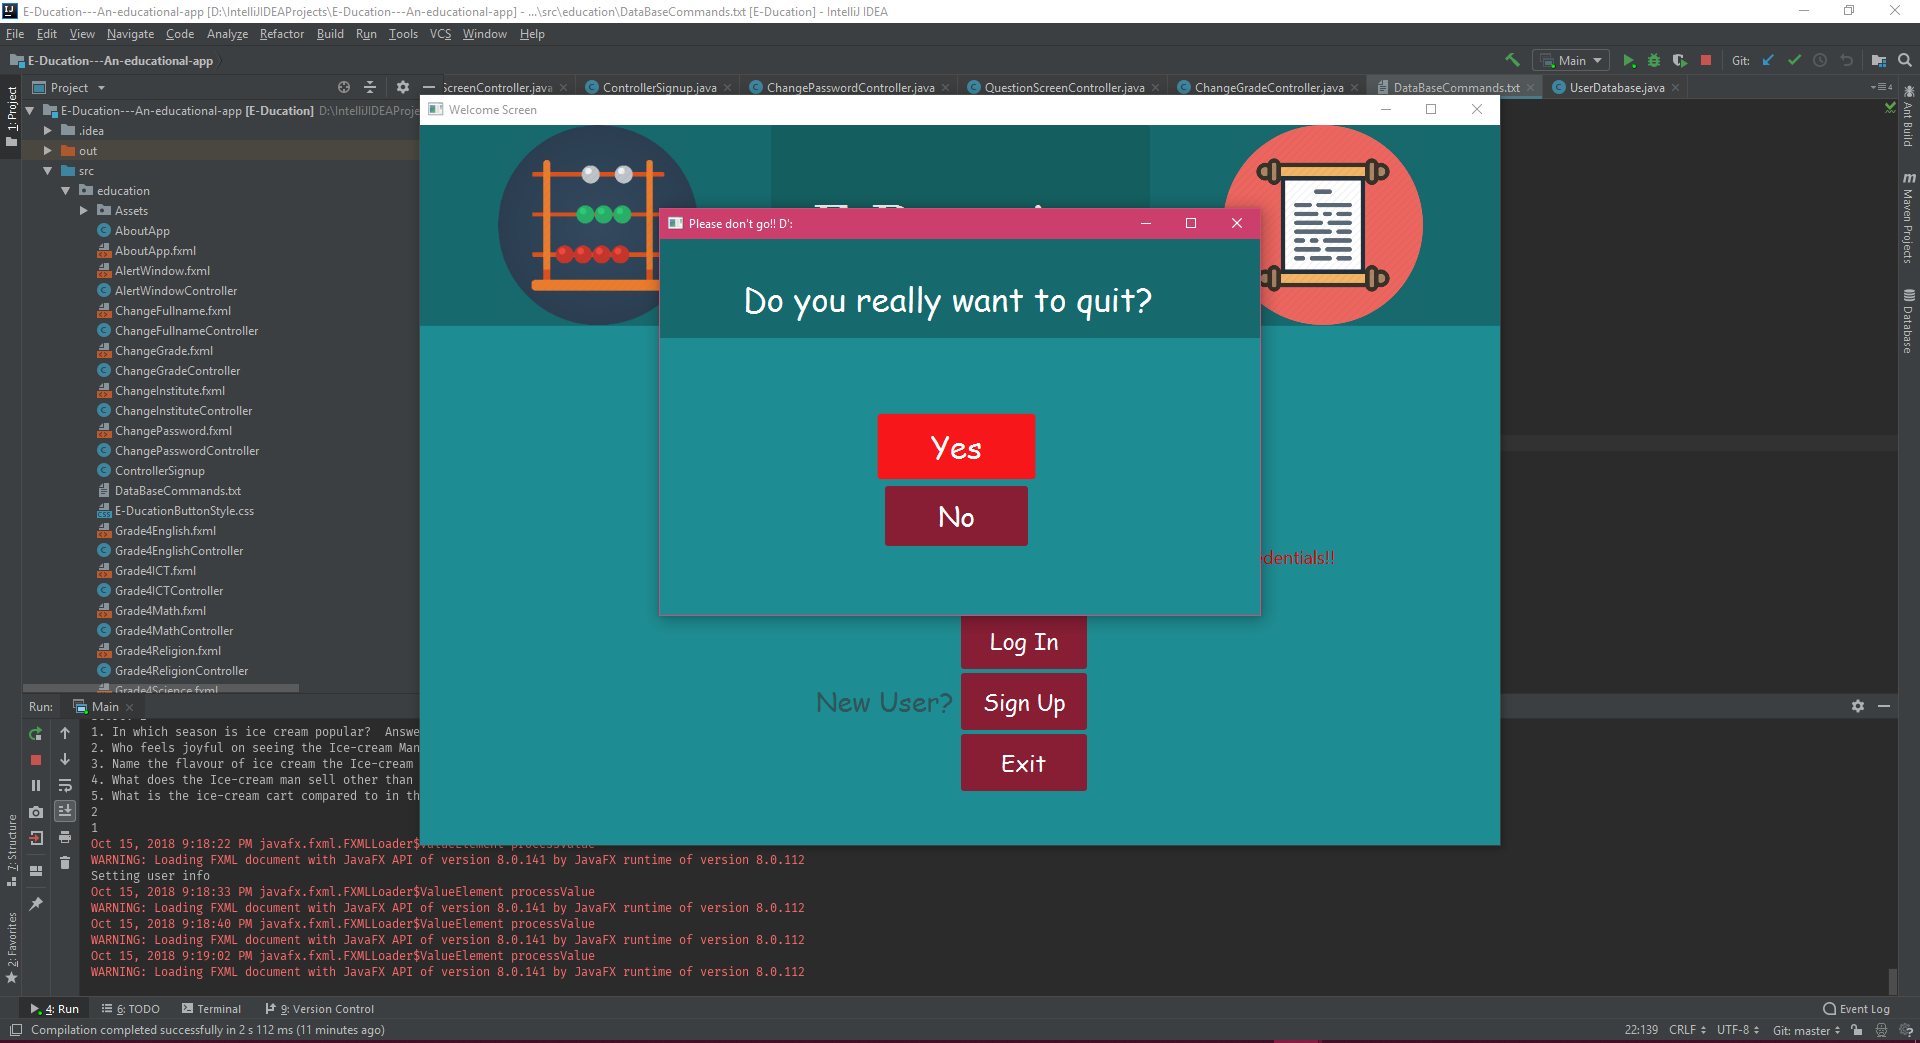 E-Ducation---An-educational-app [D:\IntelliJIDEAProjects\E-Ducation---An-educational-app] - ...\src\education\DataBaseCommands.txt [E-Ducation] - IntelliJ IDEA
File Edit View Navigate Code Analyze Refactor Build Run Tools VCS Window Help
E-Ducation---An-educational-app
Main
Git:
Project
ScreenController.java
ControllerSignup.java
ChangePasswordController.java
QuestionScreenController.java
ChangeGradeController.java
DataBaseCommands.txt
UserDatabase.java
1: Project
E-Ducation---An-educational-app [E-Ducation]
.idea
out
src
education
Assets
AboutApp
AboutApp.fxml
AlertWindow.fxml
AlertWindowController
ChangeFullname.fxml
ChangeFullnameController
ChangeGrade.fxml
ChangeGradeController
ChangeInstitute.fxml
ChangeInstituteController
ChangePassword.fxml
ChangePasswordController
ControllerSignup
DataBaseCommands.txt
E-DucationButtonStyle.css
Grade4English.fxml
Grade4EnglishController
Grade4ICT.fxml
Grade4ICTController
Grade4Math.fxml
Grade4MathController
Grade4Religion.fxml
Grade4ReligionController
Grade4Science.fxml
Welcome Screen
Please don't go!! D':
Do you really want to quit?
Yes
No
edentials!!
Log In
New User?
Sign Up
Exit
Ant Build
Maven Projects
Database
Run:
Main
1. In which season is ice cream popular? Answe
2. Who feels joyful on seeing the Ice-cream Man
3. Name the flavour of ice cream the Ice-cream
4. What does the Ice-cream man sell other than
5. What is the ice-cream cart compared to in th
2
1
Oct 15, 2018 9:18:22 PM javafx.fxml.FXMLLoader$ValueElement processValue
WARNING: Loading FXML document with JavaFX API of version 8.0.141 by JavaFX runtime of version 8.0.112
Setting user info
Oct 15, 2018 9:18:33 PM javafx.fxml.FXMLLoader$ValueElement processValue
WARNING: Loading FXML document with JavaFX API of version 8.0.141 by JavaFX runtime of version 8.0.112
Oct 15, 2018 9:18:40 PM javafx.fxml.FXMLLoader$ValueElement processValue
WARNING: Loading FXML document with JavaFX API of version 8.0.141 by JavaFX runtime of version 8.0.112
Oct 15, 2018 9:19:02 PM javafx.fxml.FXMLLoader$ValueElement processValue
WARNING: Loading FXML document with JavaFX API of version 8.0.141 by JavaFX runtime of version 8.0.112
7: Structure
2: Favorites
4: Run
6: TODO
Terminal
9: Version Control
Event Log
Compilation completed successfully in 2 s 112 ms (11 minutes ago)
22:139
CRLF
UTF-8
Git: master